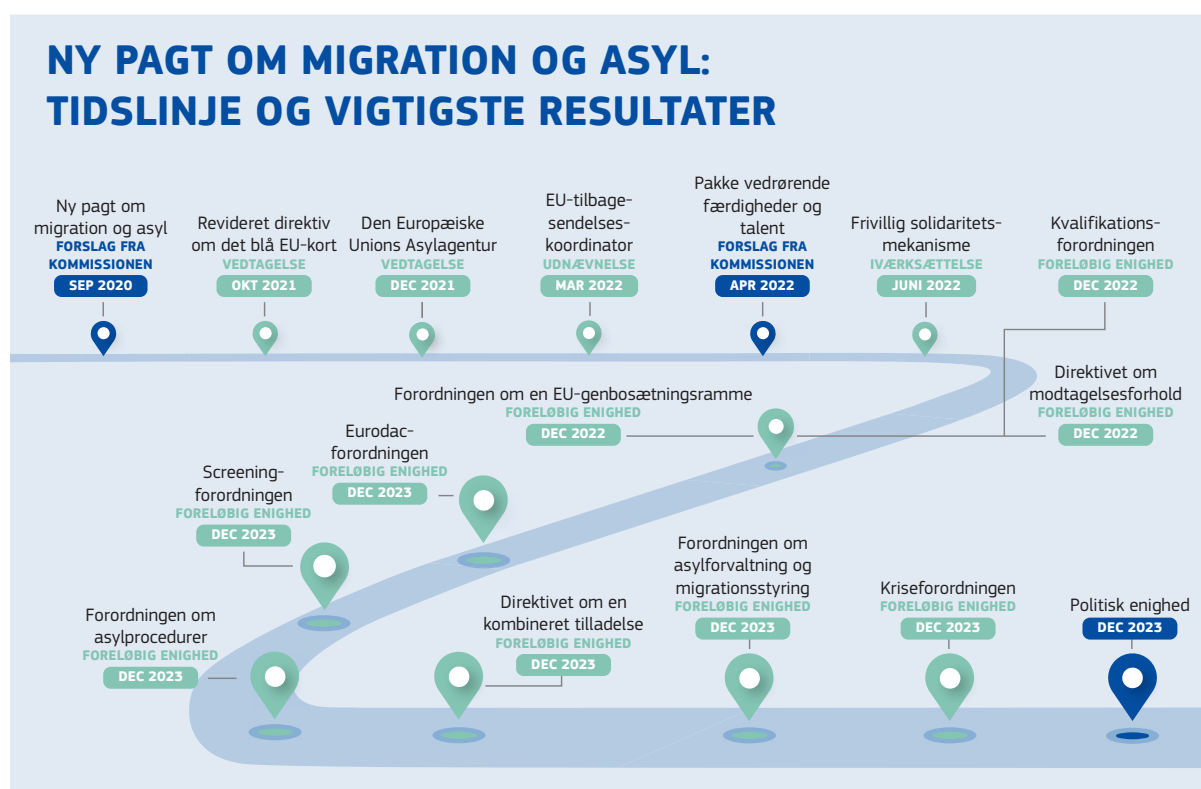 NY PAGT OM MIGRATION OG ASYL:
TIDSLINJE OG VIGTIGSTE RESULTATER
Ny pagt om
migration og asyl
FORSLAG FRA
KOMMISSIONEN
SEP 2020
Revideret direktiv
om det blå EU-kort
VEDTAGELSE
OKT 2021
Den Europæiske
Unions Asylagentur
VEDTAGELSE
DEC 2021
EU-tilbage-
sendelses-
koordinator
UDNÆVNELSE
MAR 2022
Pakke vedrørende
færdigheder og
talent
FORSLAG FRA
KOMMISSIONEN
APR 2022
Frivillig solidaritets-
mekanisme
IVÆRKSÆTTELSE
JUNI 2022
Kvalifikations-
forordningen
FORELØBIG ENIGHED
DEC 2022
Direktivet om
modtagelsesforhold
FORELØBIG ENIGHED
DEC 2022
Forordningen om en EU-genbosætningsramme
FORELØBIG ENIGHED
DEC 2022
Eurodac-
forordningen
FORELØBIG ENIGHED
DEC 2023
Screening-
forordningen
FORELØBIG ENIGHED
DEC 2023
Forordningen om
asylprocedurer
FORELØBIG ENIGHED
DEC 2023
Direktivet om en
kombineret tilladelse
FORELØBIG ENIGHED
DEC 2023
Forordningen om
asylforvaltning og
migrationsstyring
FORELØBIG ENIGHED
DEC 2023
Kriseforordningen
FORELØBIG ENIGHED
DEC 2023
Politisk enighed
DEC 2023